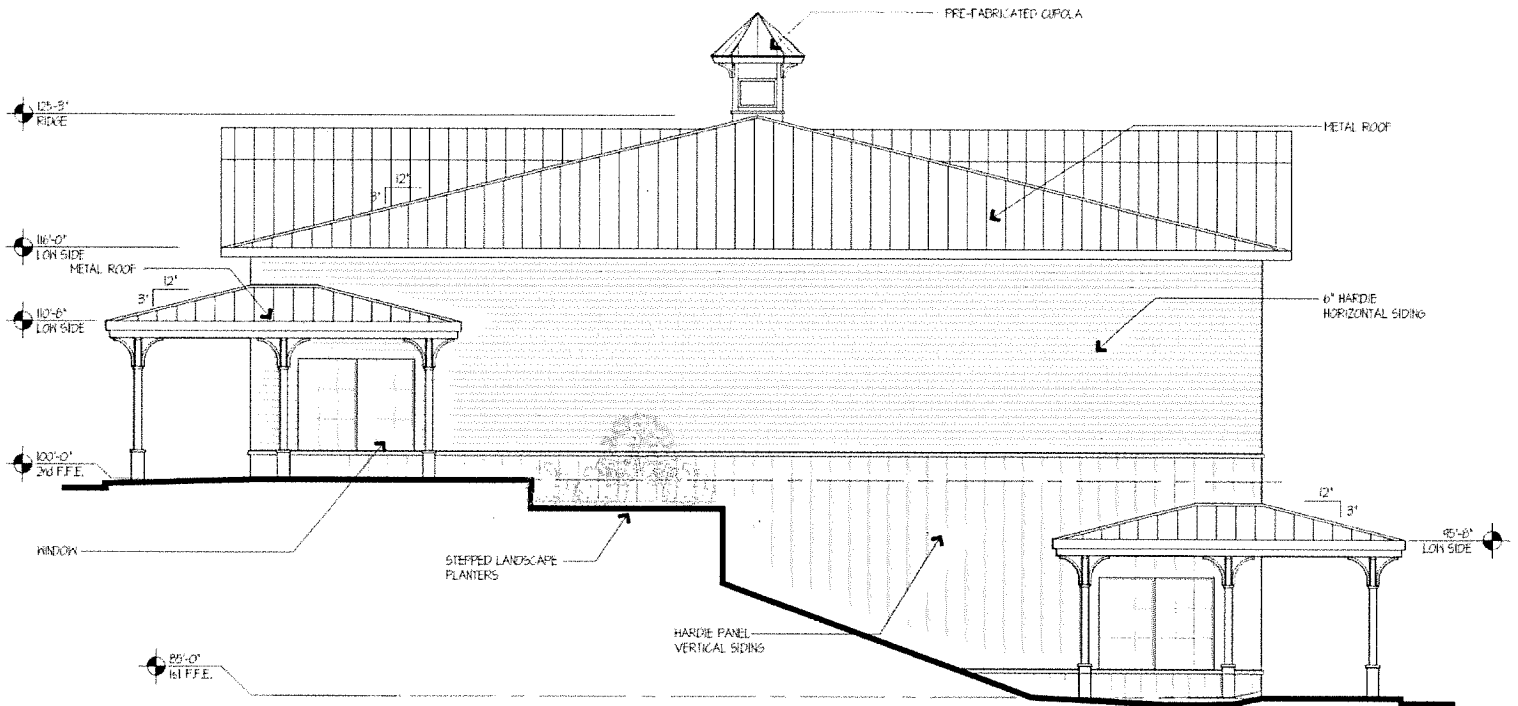 PRE-FABRICATED CUPOLA
125'-3"
RIDGE
METAL ROOF
12"
3"
116'-0"
LOW SIDE
METAL ROOF
12"
3"
6" HARDIE
HORIZONTAL SIDING
110'-8"
LOW SIDE
100'-0"
2nd F.F.E.
12"
3"
95'-8"
LOW SIDE
WINDOW
STEPPED LANDSCAPE
PLANTERS
HARDIE PANEL
VERTICAL SIDING
85'-0"
1st F.F.E.